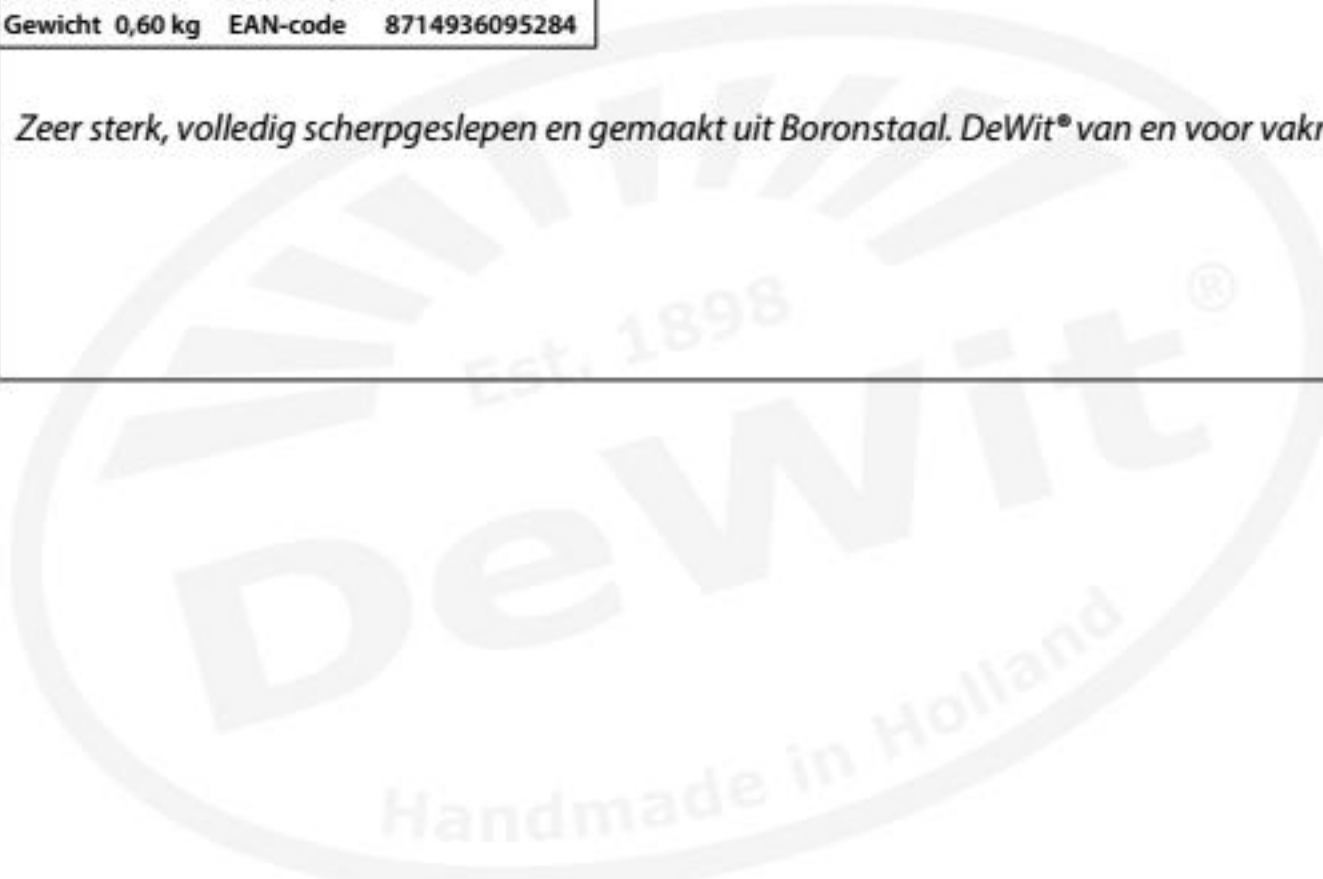 Gewicht 0,60 kg EAN-code 8714936095284
Zeer sterk, volledig scherpgeslepen en gemaakt uit Boronstaal. DeWit® van en voor
Est. 1898
DeWit®
Handmade in Holland